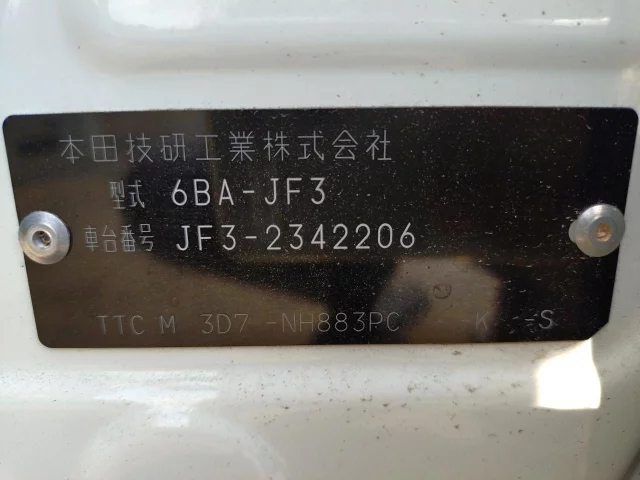 本田技研工業株式会社
型式 6BA-JF3
車台番号 JF3-2342206
TTC M 3D7 -NH883PC -K -S